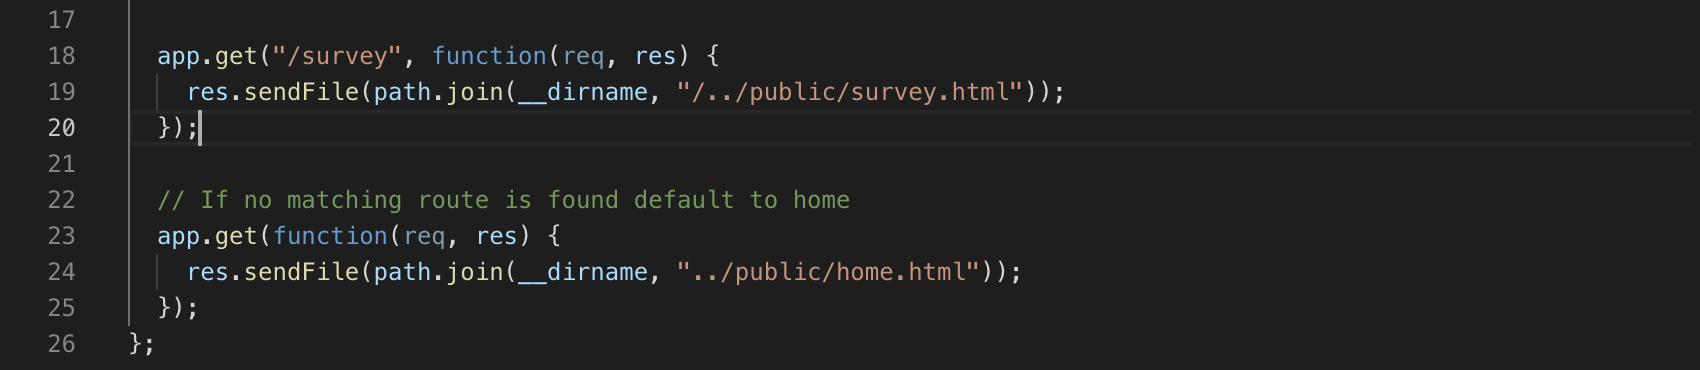 17
18 app.get("/survey", function(req, res) {
19 res.sendFile(path.join(__dirname, "/../public/survey.html"));
20 });
21
22 // If no matching route is found default to home
23 app.get(function(req, res) {
24 res.sendFile(path.join(__dirname, "../public/home.html"));
25 });
26 };